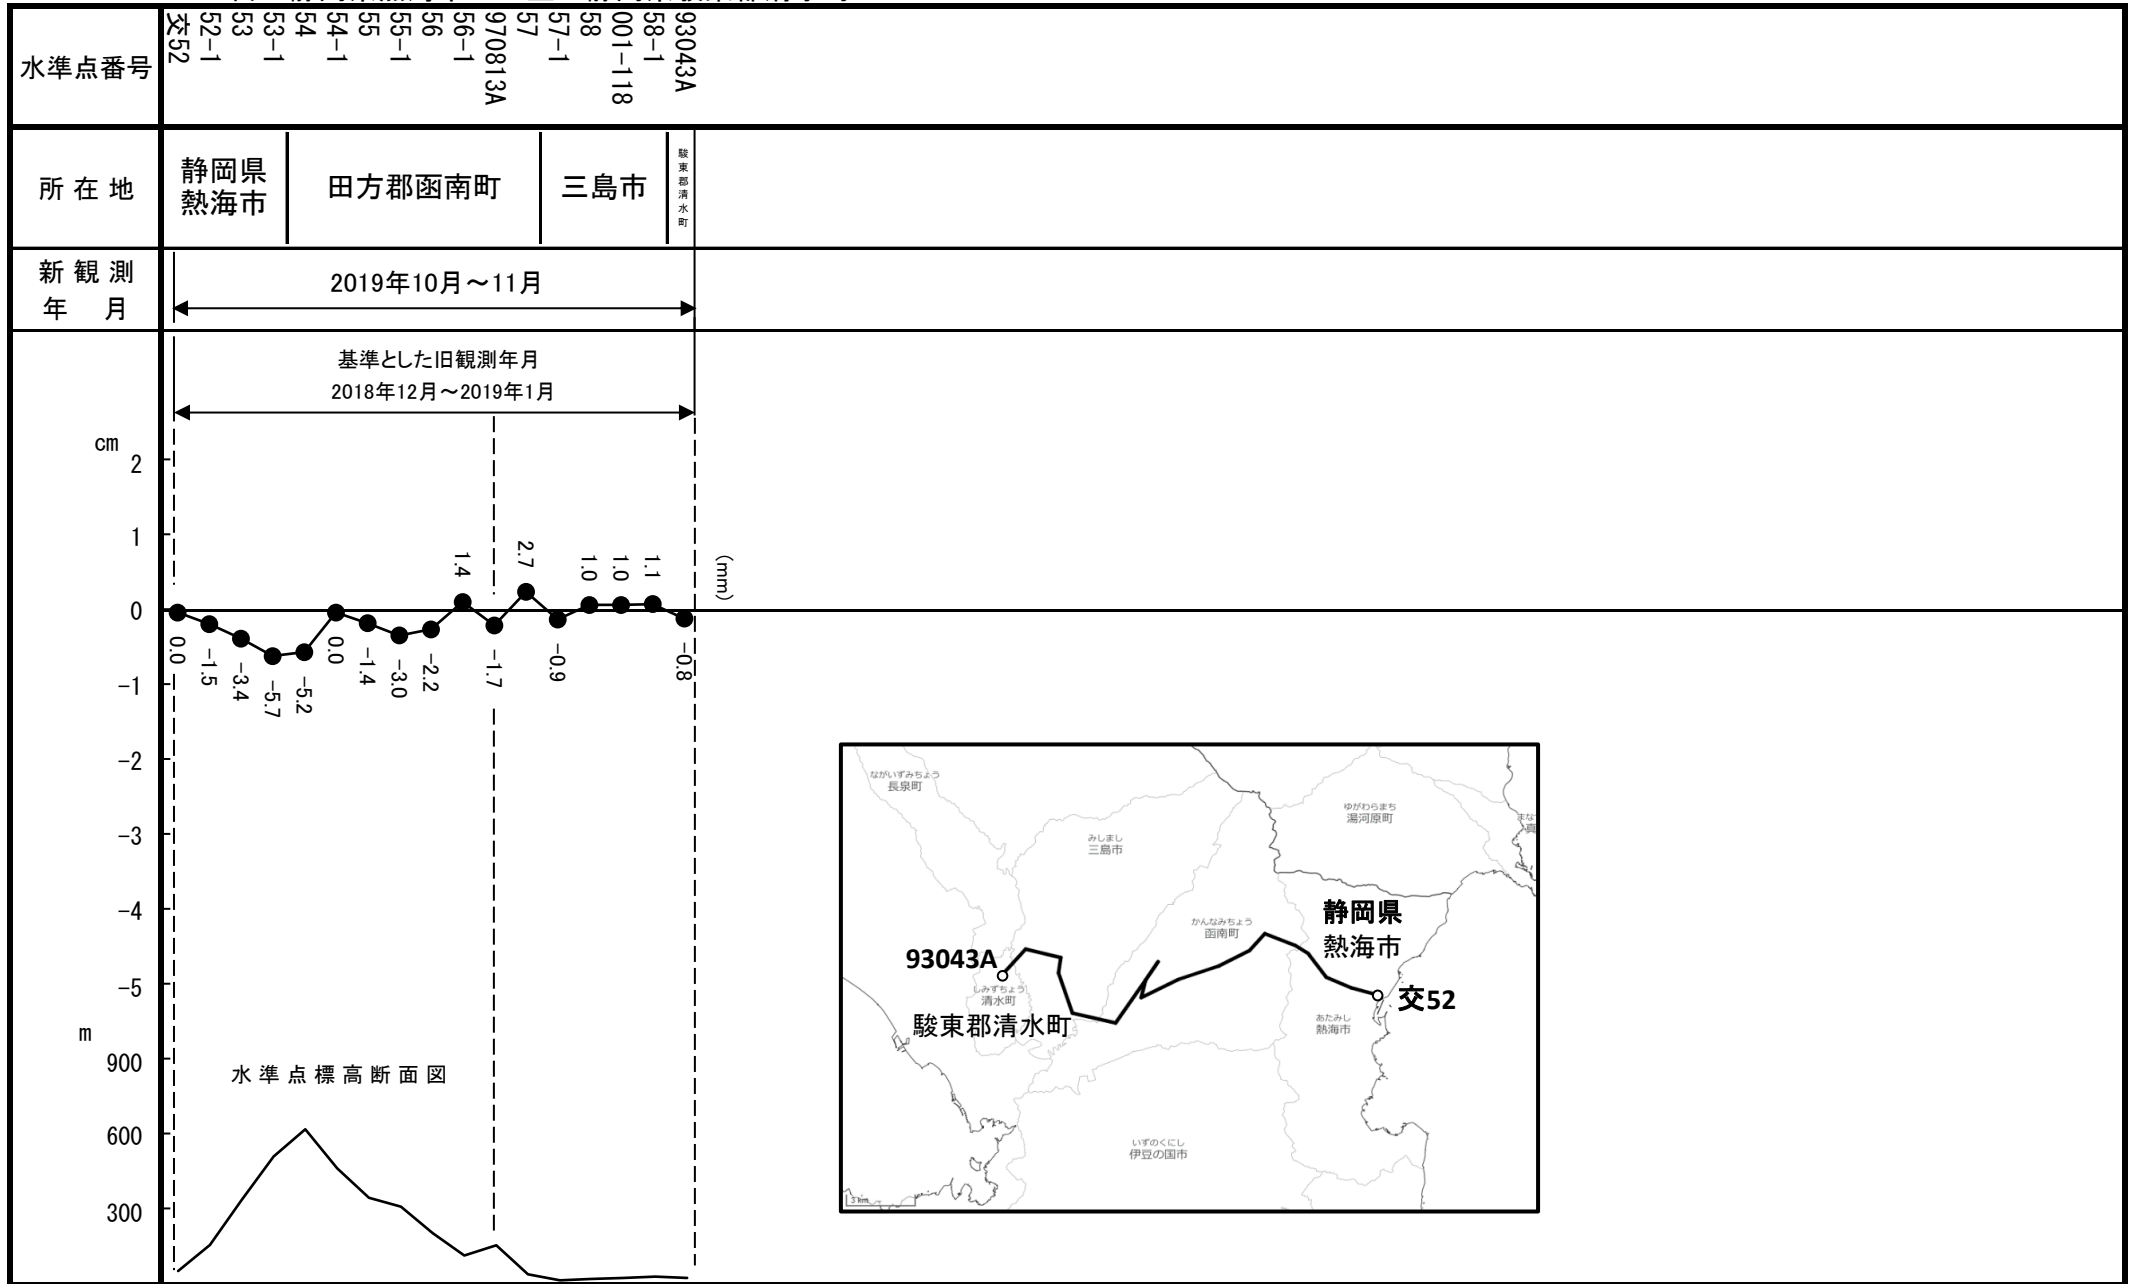 水準点番号
交52
52-1
53
53-1
54
54-1
55
55-1
56
56-1
970813A
57
57-1
58
001-118
58-1
93043A
所在地
静岡県
熱海市
田方郡函南町
三島市
駿東郡清水町
新観測
年 月
2019年10月～11月
基準とした旧観測年月
2018年12月～2019年1月
cm
2
1
0
-1
-2
-3
-4
-5
(mm)
0.0
-1.5
-3.4
-5.7
-5.2
0.0
-1.4
-3.0
-2.2
1.4
-1.7
2.7
-0.9
1.0
1.0
1.1
-0.8
m
900
600
300
水準点標高断面図
ながいずみちょう
長泉町
みしまし
三島市
ゆがわらまち
湯河原町
まな
真
かんなみちょう
函南町
静岡県
熱海市
93043A
しみずちょう
清水町
駿東郡清水町
交52
あたみし
熱海市
いずのくにし
伊豆の国市
3 km